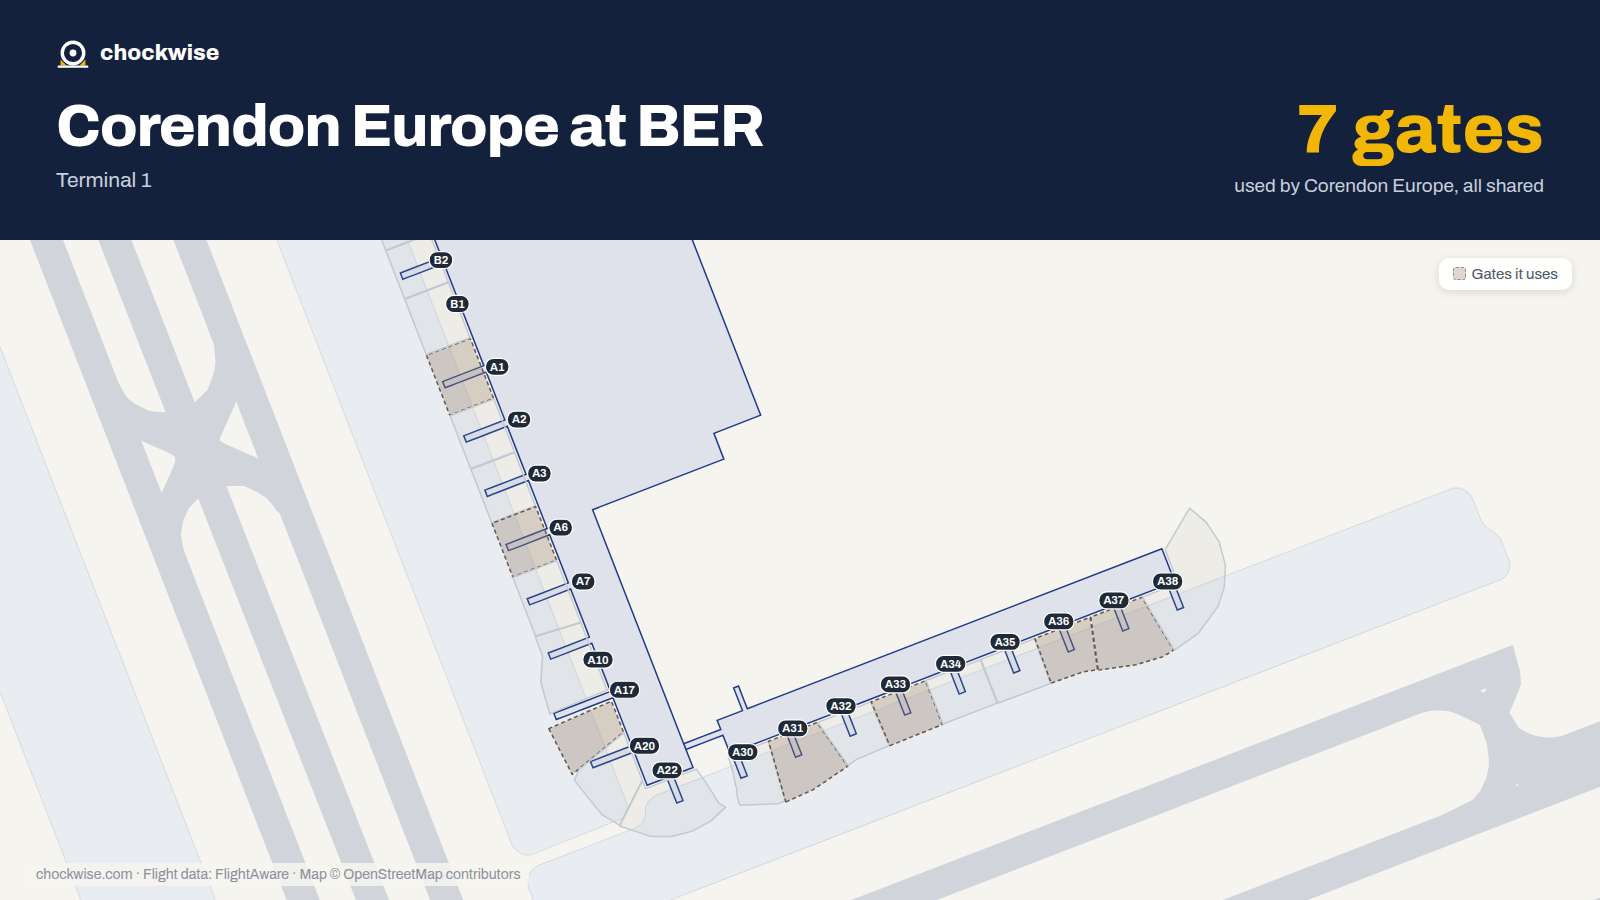 chockwise
Corendon Europe at BER
Terminal 1
7 gates
used by Corendon Europe, all shared
Gates it uses
B2
B1
A1
A2
A3
A6
A7
A10
A17
A20
A22
A30
A31
A32
A33
A34
A35
A36
A37
A38
chockwise.com · Flight data: FlightAware · Map © OpenStreetMap contributors